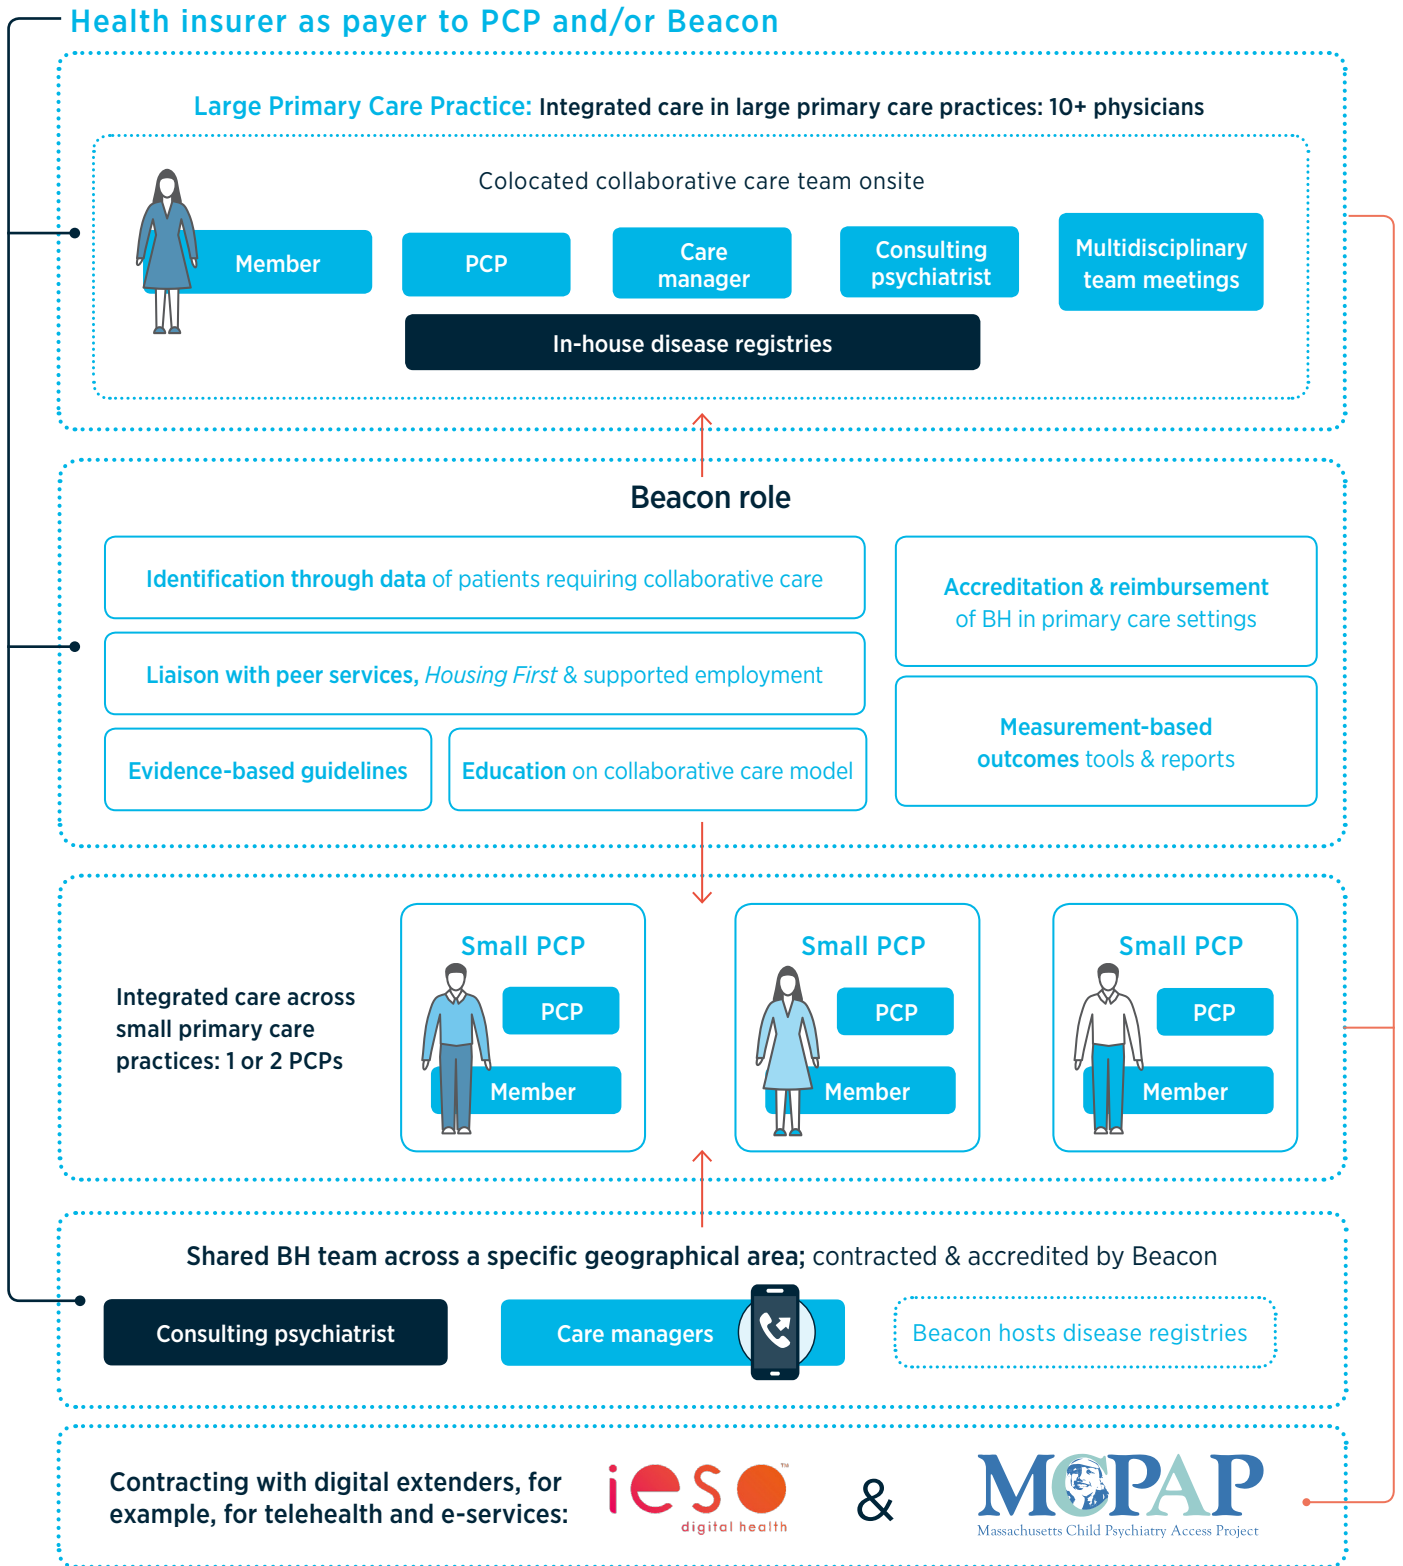 Health insurer as payer to PCP and/or Beacon
Large Primary Care Practice: Integrated care in large primary care practices: 10+ physicians
Colocated collaborative care team onsite
Member
PCP
Care
manager
Consulting
psychiatrist
Multidisciplinary
team meetings
In-house disease registries
Beacon role
Identification through data of patients requiring collaborative care
Liaison with peer services, Housing First & supported employment
Evidence-based guidelines
Education on collaborative care model
Accreditation & reimbursement
of BH in primary care settings
Measurement-based
outcomes tools & reports
Integrated care across
small primary care
practices: 1 or 2 PCPs
Small PCP
PCP
Member
Small PCP
PCP
Member
Small PCP
PCP
Member
Shared BH team across a specific geographical area; contracted & accredited by Beacon
Consulting psychiatrist
Care managers
Beacon hosts disease registries
Contracting with digital extenders, for
example, for telehealth and e-services:
ieso™
digital health
&
MCPAP
Massachusetts Child Psychiatry Access Project